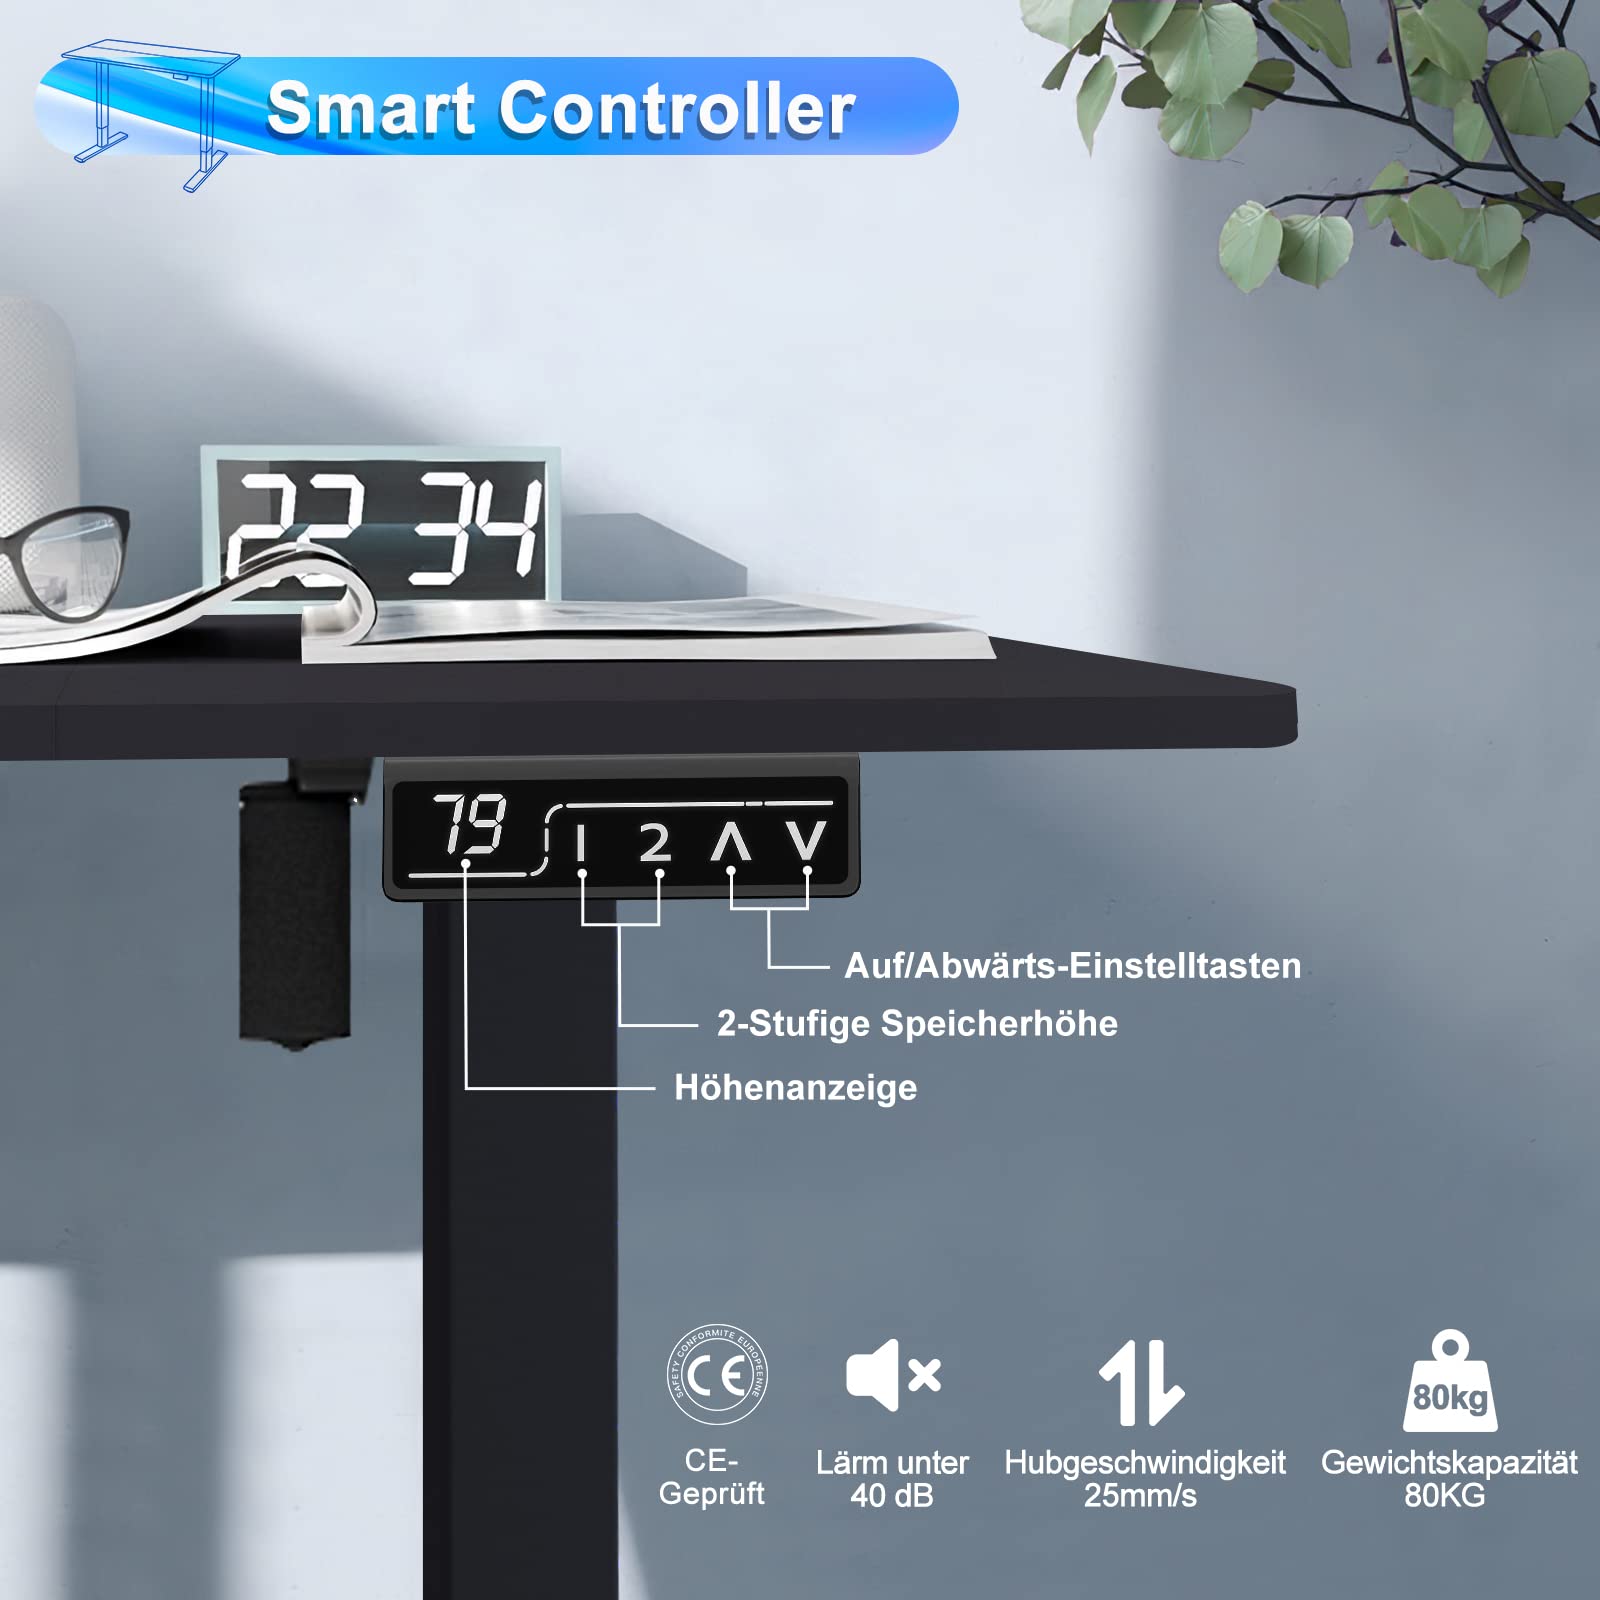 Smart Controller
22 34
79 1 2
Auf/Abwärts-Einstelltasten
2-Stufige Speicherhöhe
Höhenanzeige
SAFETY CONFORMITE EUROPEENNE
CE
80kg
CE-
Geprüft
Lärm unter
40 dB
Hubgeschwindigkeit
25mm/s
Gewichtskapazität
80KG